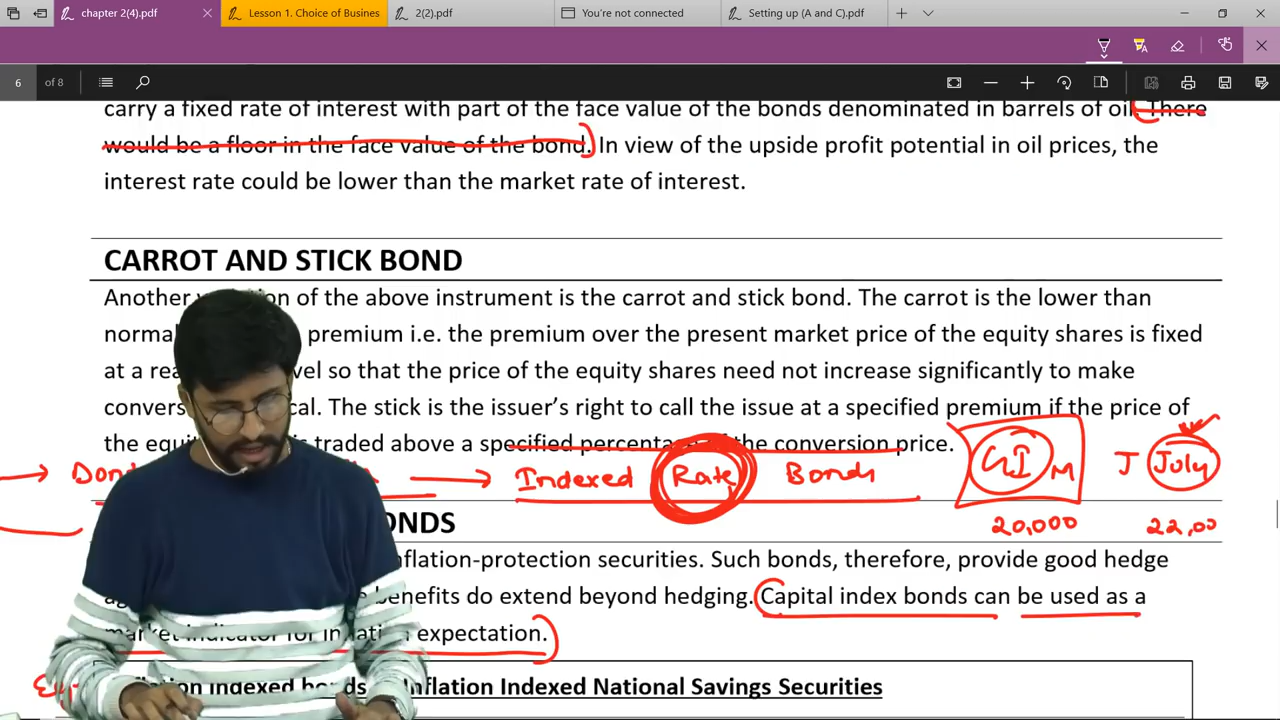 chapter 2(4).pdf
Lesson 1. Choice of Busines
2(2).pdf
You're not connected
Setting up (A and C).pdf
6 of 8
carry a fixed rate of interest with part of the face value of the bonds denominated in barrels of oil. There
would be a floor in the face value of the bond. In view of the upside profit potential in oil prices, the
interest rate could be lower than the market rate of interest.
CARROT AND STICK BOND
Another of the above instrument is the carrot and stick bond. The carrot is the lower than
premium i.e. the premium over the present market price of the equity shares is fixed
at a so that the price of the equity shares need not increase significantly to make
The stick is the issuer's right to call the issue at a specified premium if the price of
the traded above a specified percentage of the conversion price.
Indexed Rate Bonds
M J July
20,000 22,00
inflation-protection securities. Such bonds, therefore, provide good hedge
benefits do extend beyond hedging. Capital index bonds can be used as a
market indicator for expectation.
indexed bonds Inflation Indexed National Savings Securities